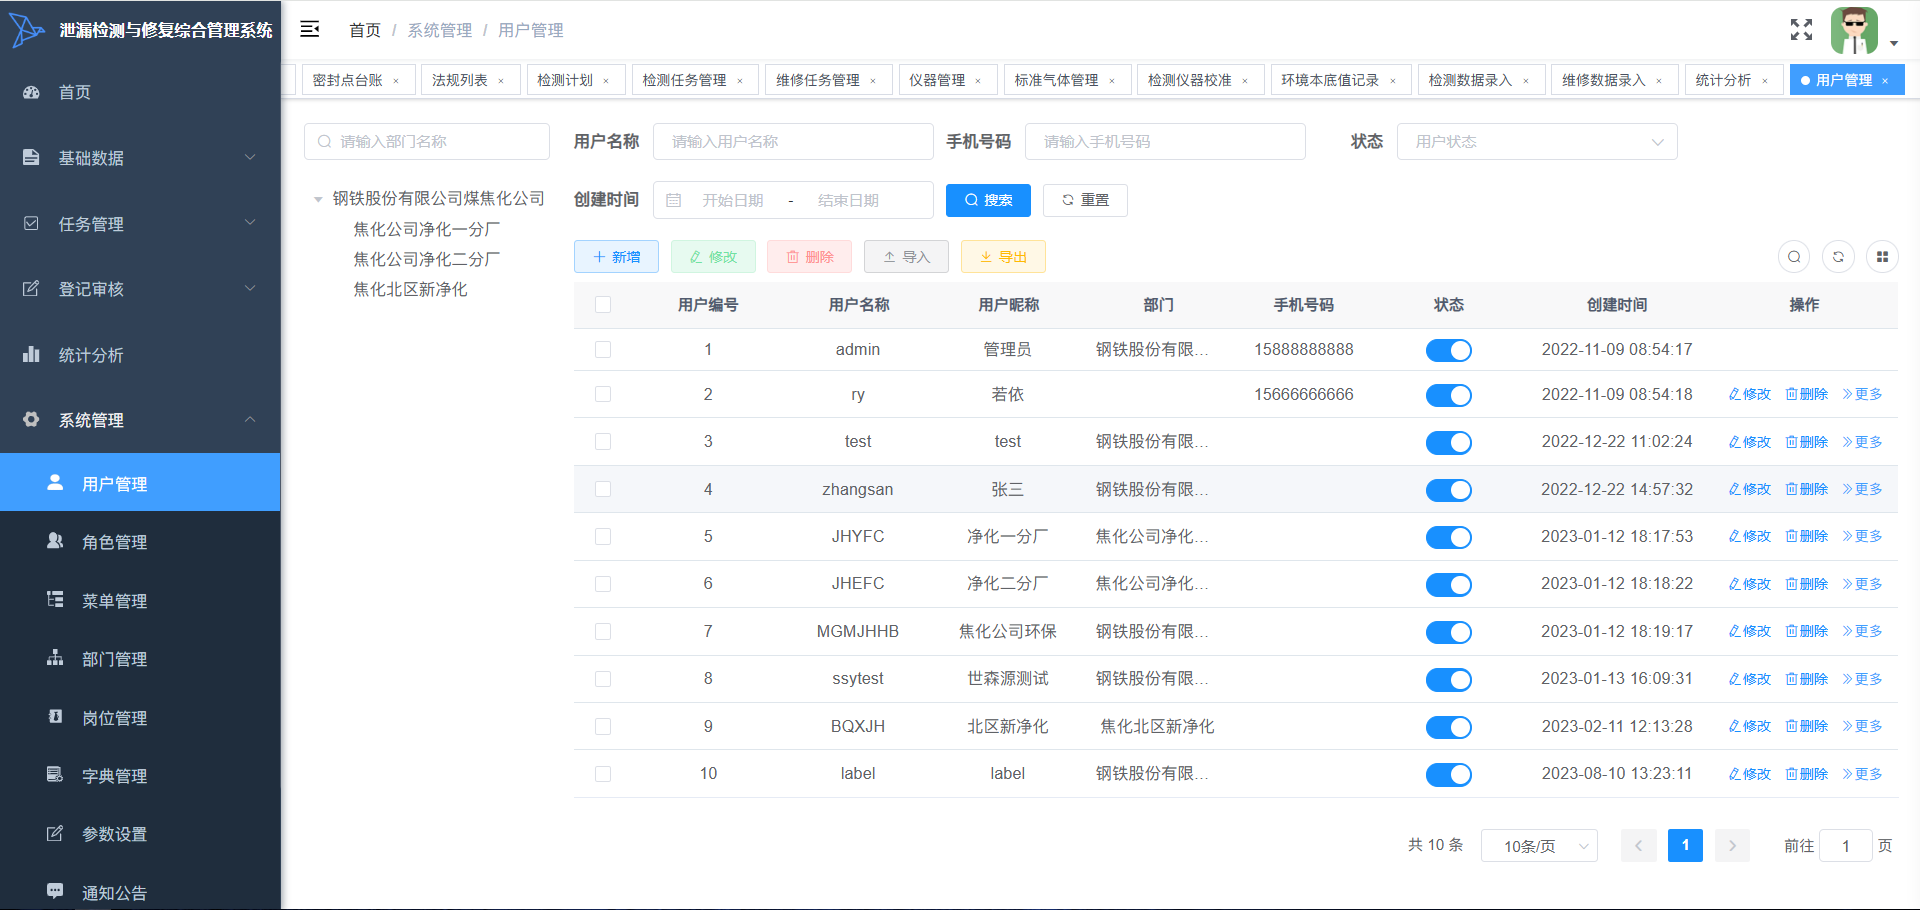 泄漏检测与修复综合管理系统
首页 / 系统管理 / 用户管理
密封点台账 ×
法规列表 ×
检测计划 ×
检测任务管理 ×
维修任务管理 ×
仪器管理 ×
标准气体管理 ×
检测仪器校准 ×
环境本底值记录 ×
检测数据录入 ×
维修数据录入 ×
统计分析 ×
用户管理 ×
首页
基础数据
任务管理
登记审核
统计分析
系统管理
用户管理
角色管理
菜单管理
部门管理
岗位管理
字典管理
参数设置
通知公告
请输入部门名称
钢铁股份有限公司煤焦化公司
焦化公司净化一分厂
焦化公司净化二分厂
焦化北区新净化
用户名称 请输入用户名称 手机号码 请输入手机号码 状态 用户状态
创建时间 开始日期 - 结束日期 搜索 重置
新增 修改 删除 导入 导出
用户编号 用户名称 用户昵称 部门 手机号码 状态 创建时间 操作
1 admin 管理员 钢铁股份有限... 15888888888 2022-11-09 08:54:17
2 ry 若依 15666666666 2022-11-09 08:54:18 修改 删除 更多
3 test test 钢铁股份有限... 2022-12-22 11:02:24 修改 删除 更多
4 zhangsan 张三 钢铁股份有限... 2022-12-22 14:57:32 修改 删除 更多
5 JHYFC 净化一分厂 焦化公司净化... 2023-01-12 18:17:53 修改 删除 更多
6 JHEFC 净化二分厂 焦化公司净化... 2023-01-12 18:18:22 修改 删除 更多
7 MGMJHHB 焦化公司环保 钢铁股份有限... 2023-01-12 18:19:17 修改 删除 更多
8 ssytest 世森源测试 钢铁股份有限... 2023-01-13 16:09:31 修改 删除 更多
9 BQXJH 北区新净化 焦化北区新净化 2023-02-11 12:13:28 修改 删除 更多
10 label label 钢铁股份有限... 2023-08-10 13:23:11 修改 删除 更多
共 10 条 10条/页 1 前往 1 页